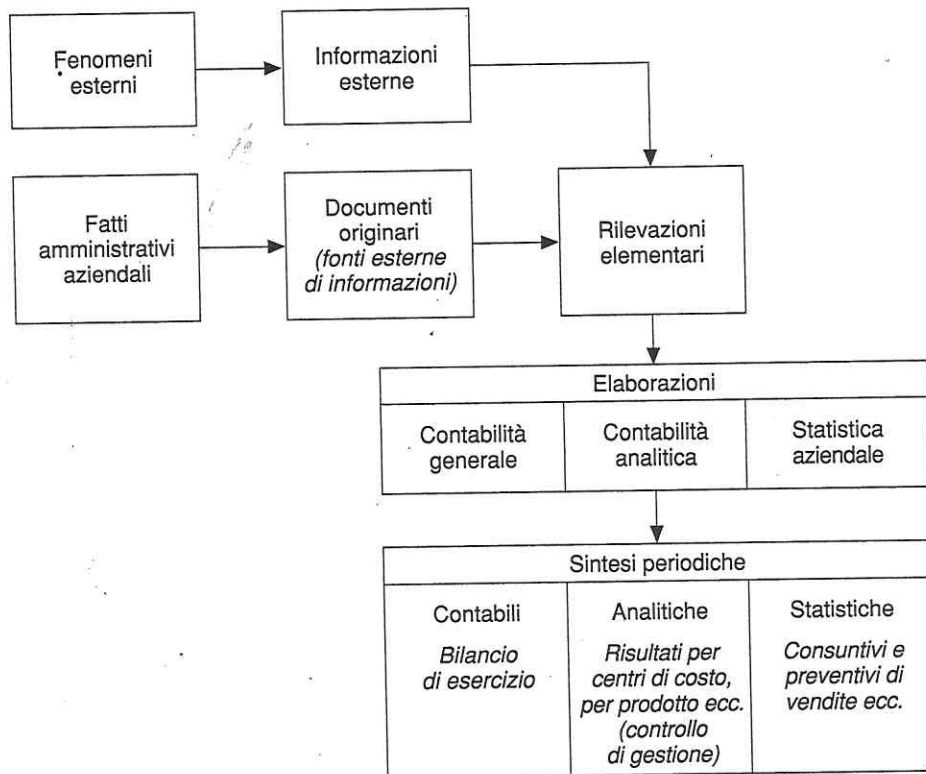 Fenomeni
esterni
Informazioni
esterne
Fatti
amministrativi
aziendali
Documenti
originari
(fonti esterne
di informazioni)
Rilevazioni
elementari
Elaborazioni
Contabilità
generale
Contabilità
analitica
Statistica
aziendale
Sintesi periodiche
Contabili
Bilancio
di esercizio
Analitiche
Risultati per
centri di costo,
per prodotto ecc.
(controllo
di gestione)
Statistiche
Consuntivi e
preventivi di
vendite ecc.